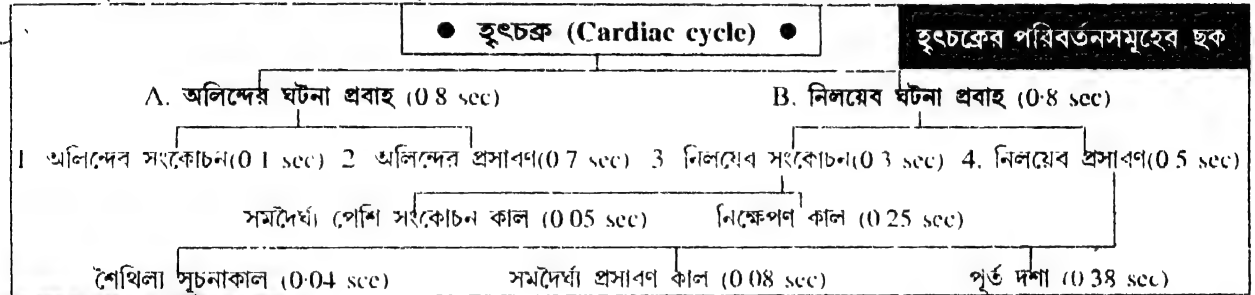 ● হৃৎচক্র (Cardiac cycle) ●
হৃৎচক্রের পরিবর্তনসমূহের ছক
A. অলিন্দের ঘটনা প্রবাহ (0 8 sec) B. নিলয়েব ঘটনা প্রবাহ (0·8 sec)
1 অলিন্দেব সংকোচন(0 1 sec) 2 অলিন্দের প্রসাবণ(0 7 sec) 3 নিলয়েব সংকোচন(0 3 sec) 4. নিলয়েব প্রসাবণ(0 5 sec)
সমদৈর্ঘ্য পেশি সংকোচন কাল (0 05 sec) নিক্ষেপণ কাল (0 25 sec)
শৈথিল্য সূচনাকাল (0·04 sec) সমদৈর্ঘ্য প্রসাবণ কাল (0 08 sec) পূর্ত দশা (0 38 sec)